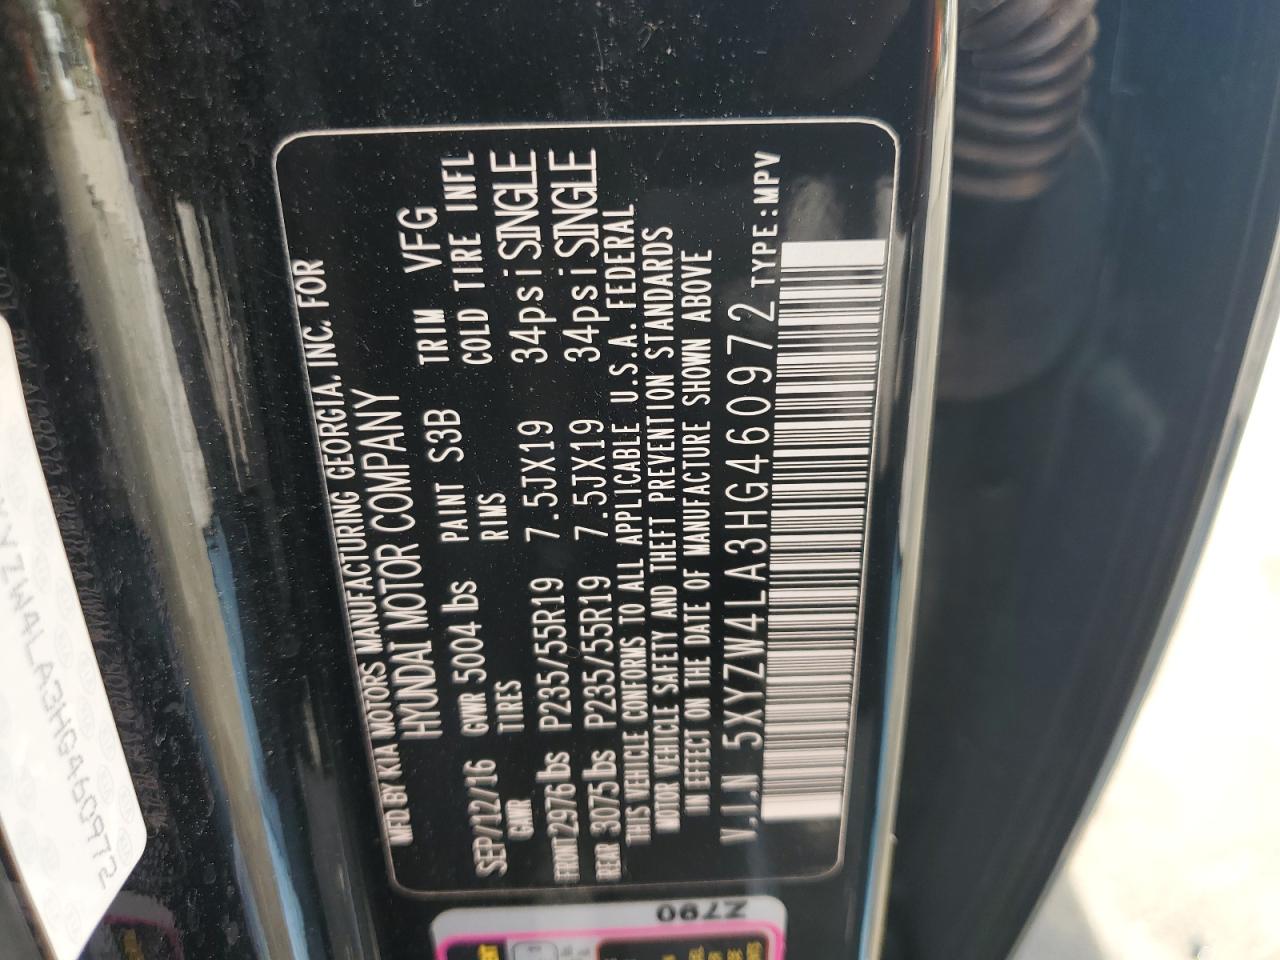 MFD BY KIA MOTORS MANUFACTURING GEORGIA, INC. FOR
HYUNDAI MOTOR COMPANY
SEP/12/16 GVWR 5004 lbs PAINT S3B TRIM VFG
GAWR TIRES RIMS COLD TIRE INFL
FRONT 2976 lbs P235/55R19 7.5JX19 34psi SINGLE
REAR 3075 lbs P235/55R19 7.5JX19 34psi SINGLE
THIS VEHICLE CONFORMS TO ALL APPLICABLE U.S.A. FEDERAL
MOTOR VEHICLE SAFETY AND THEFT PREVENTION STANDARDS
IN EFFECT ON THE DATE OF MANUFACTURE SHOWN ABOVE
V.I.N 5XYZW4LA3HG460972 TYPE:MPV
XYZW4LA3HG460972
Z790